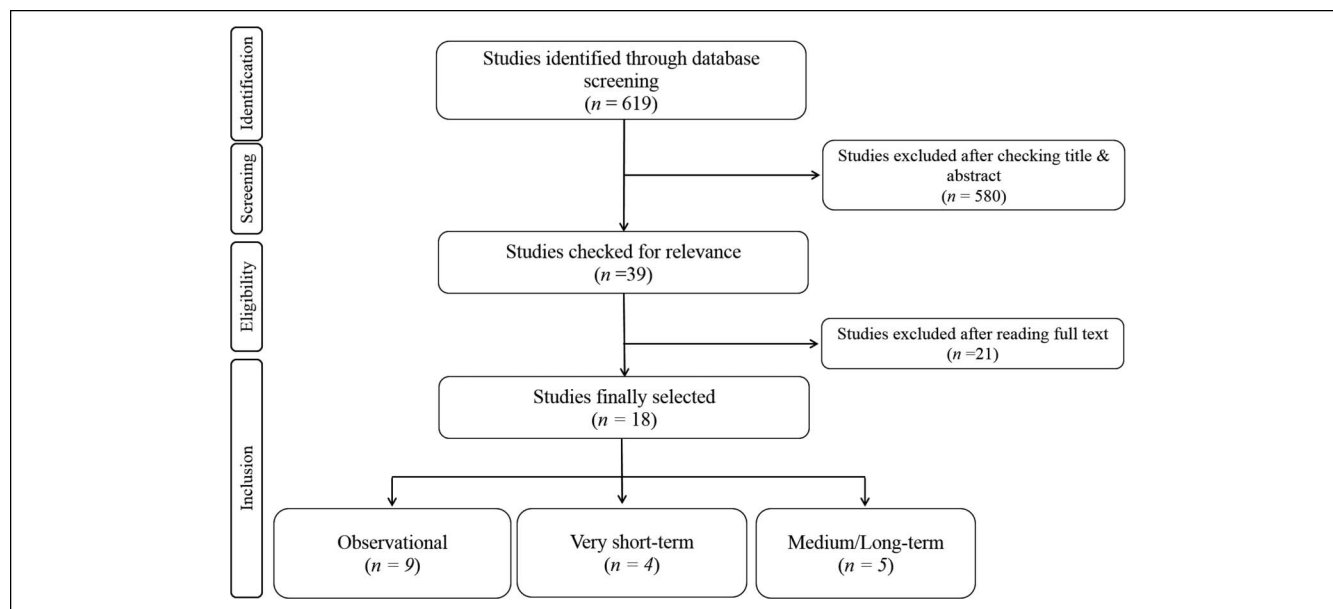 Identification
Studies identified through database
screening
(n = 619)
Screening
Studies excluded after checking title &
abstract
(n = 580)
Eligibility
Studies checked for relevance
(n =39)
Studies excluded after reading full text
(n =21)
Inclusion
Studies finally selected
(n = 18)
Observational
(n = 9)
Very short-term
(n = 4)
Medium/Long-term
(n = 5)